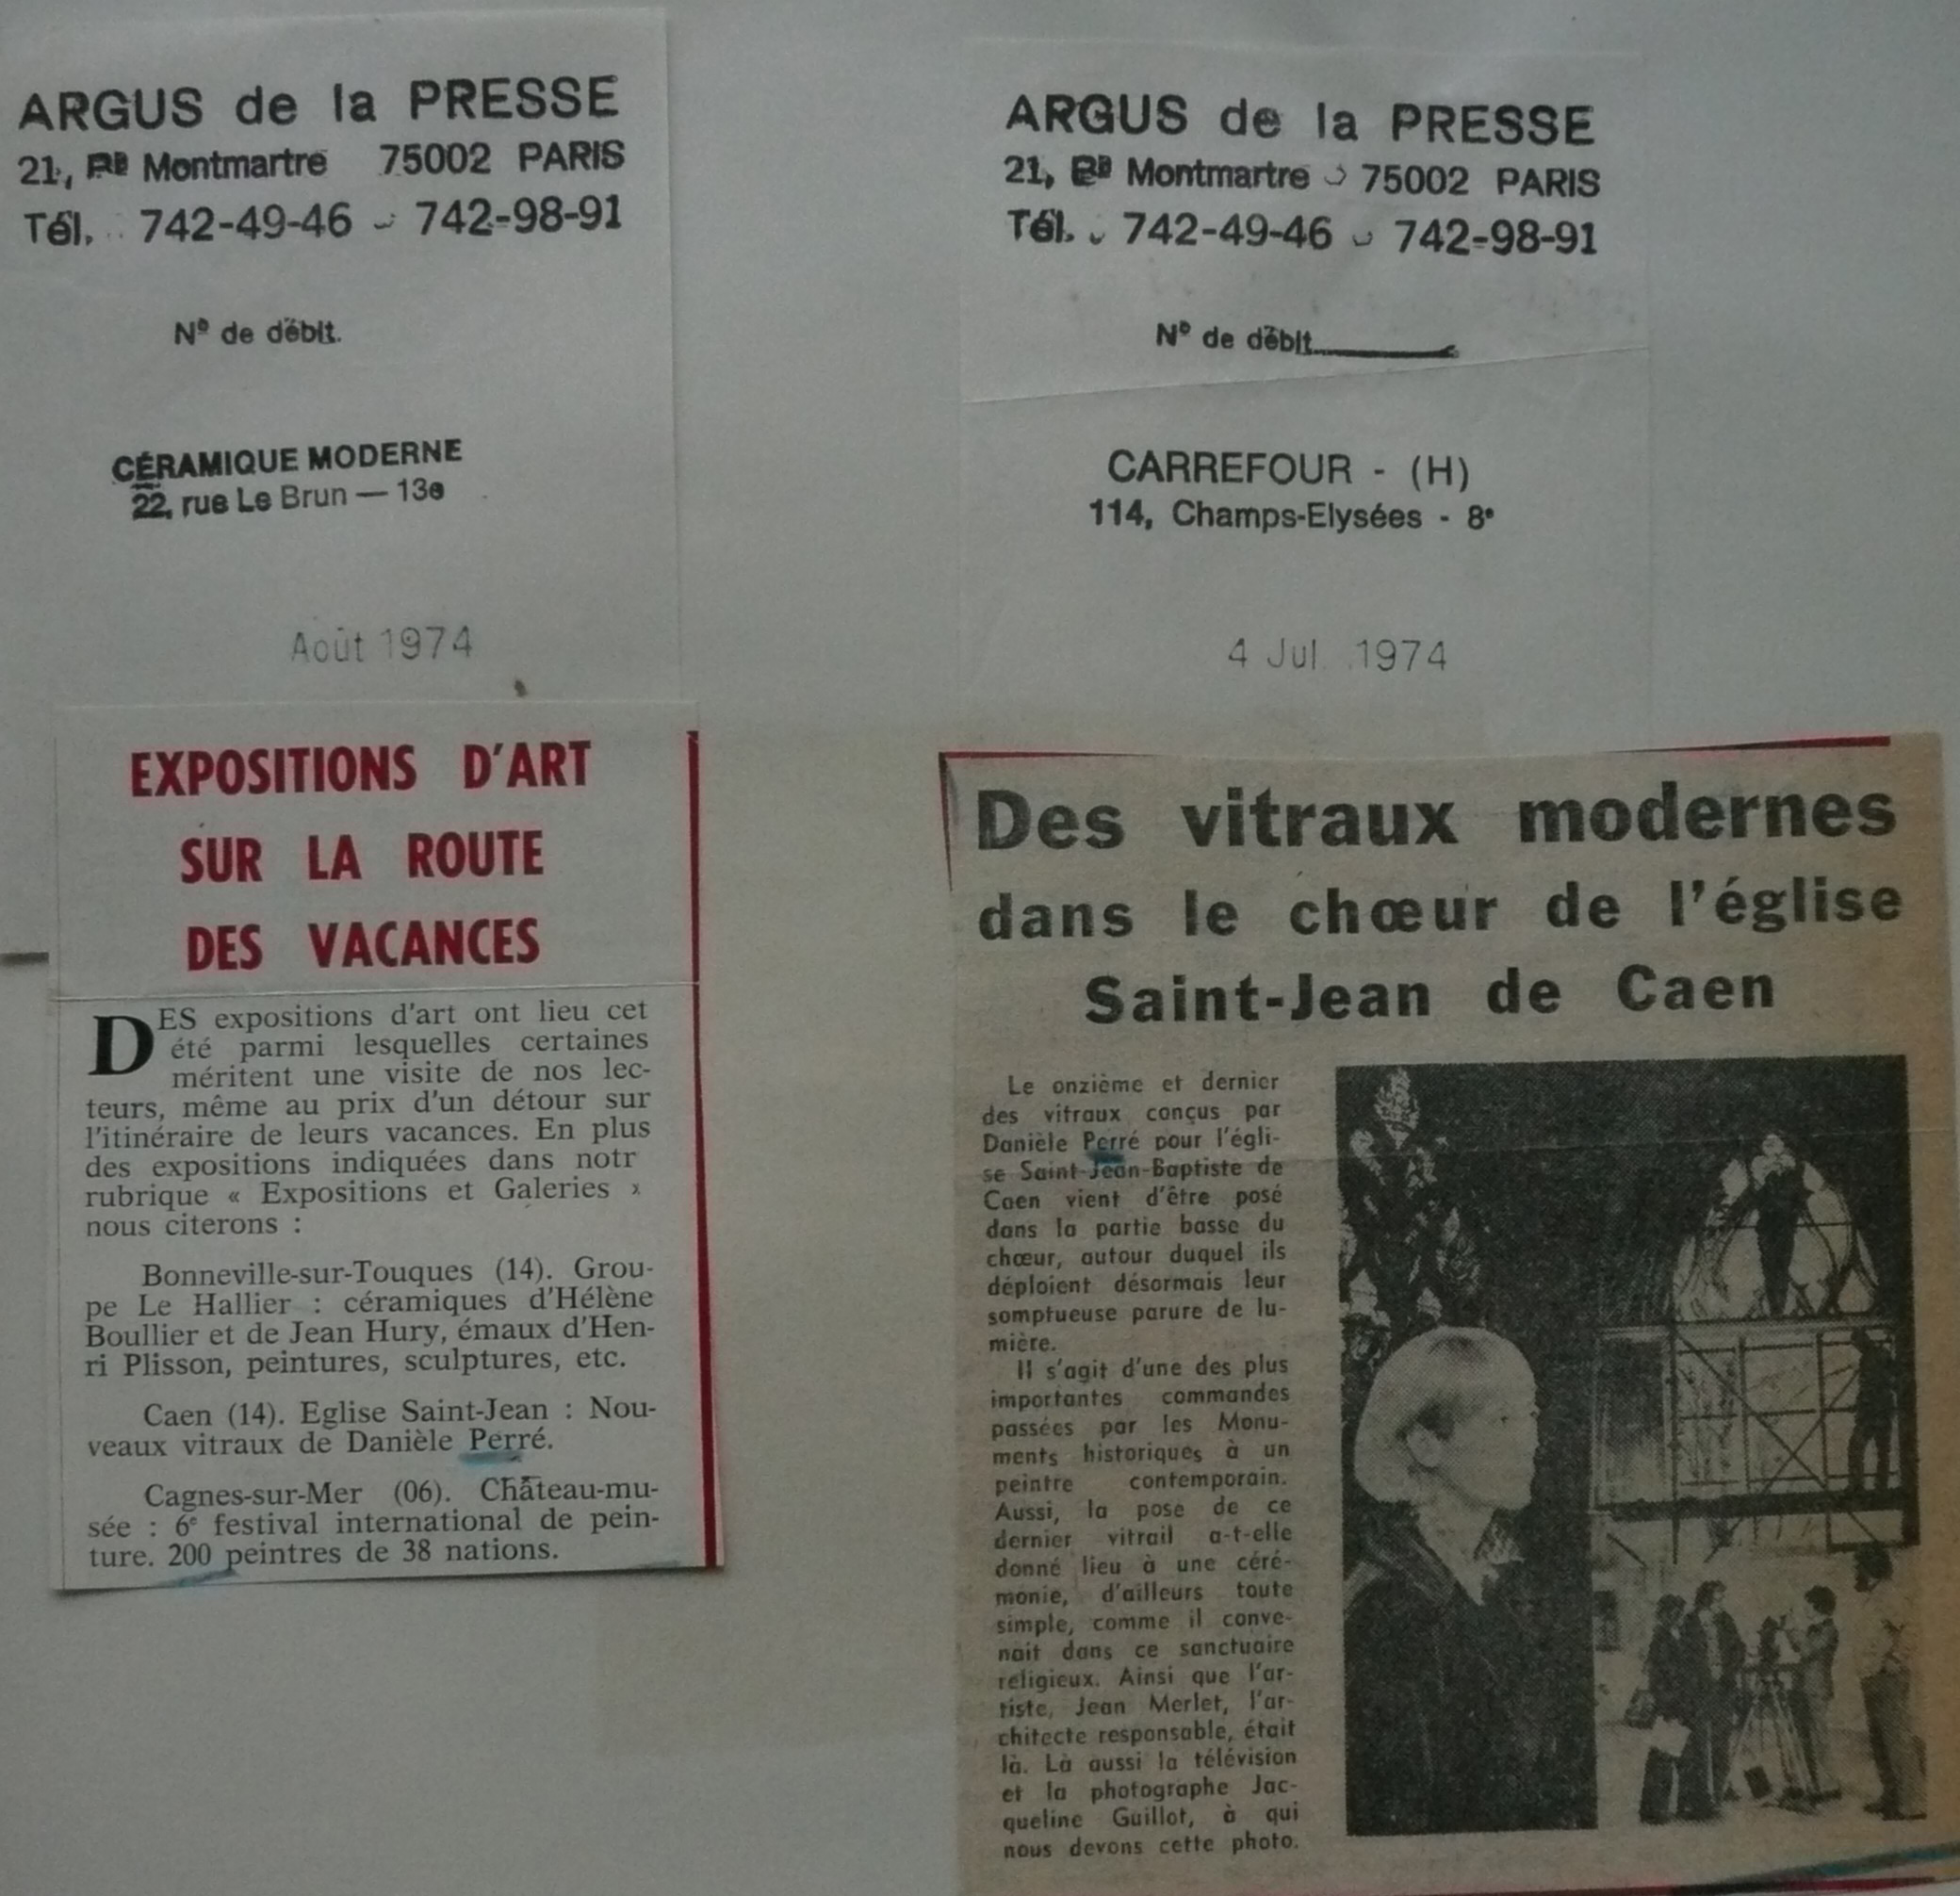 ARGUS de la PRESSE
21, Bd Montmartre 75002 PARIS
Tél. 742-49-46 - 742-98-91
N° de débit.
CÉRAMIQUE MODERNE
22, rue Le Brun — 13e
Août 1974
EXPOSITIONS D'ART
SUR LA ROUTE
DES VACANCES
DES expositions d'art ont lieu cet
été parmi lesquelles certaines
méritent une visite de nos lec-
teurs, même au prix d'un détour sur
l'itinéraire de leurs vacances. En plus
des expositions indiquées dans notr
rubrique « Expositions et Galeries »
nous citerons :
Bonneville-sur-Touques (14). Grou-
pe Le Hallier : céramiques d'Hélène
Boullier et de Jean Hury, émaux d'Hen-
ri Plisson, peintures, sculptures, etc.
Caen (14). Eglise Saint-Jean : Nou-
veaux vitraux de Danièle Perré.
Cagnes-sur-Mer (06). Château-mu-
sée : 6e festival international de pein-
ture. 200 peintres de 38 nations.
ARGUS de la PRESSE
21, Bd Montmartre - 75002 PARIS
Tél. 742-49-46 - 742-98-91
N° de débit
CARREFOUR - (H)
114, Champs-Elysées - 8e
4 Jul. 1974
Des vitraux modernes
dans le chœur de l'église
Saint-Jean de Caen
Le onzième et dernier
des vitraux conçus par
Danièle Perré pour l'égli-
se Saint-Jean-Baptiste de
Caen vient d'être posé
dans la partie basse du
chœur, autour duquel ils
déploient désormais leur
somptueuse parure de lu-
mière.
Il s'agit d'une des plus
importantes commandes
passées par les Monu-
ments historiques à un
peintre contemporain.
Aussi, la pose de ce
dernier vitrail a-t-elle
donné lieu à une céré-
monie, d'ailleurs toute
simple, comme il conve-
nait dans ce sanctuaire
religieux. Ainsi que l'ar-
tiste, Jean Merlet, l'ar-
chitecte responsable, était
là. Là aussi la télévision
et la photographe Jac-
queline Guillot, à qui
nous devons cette photo.